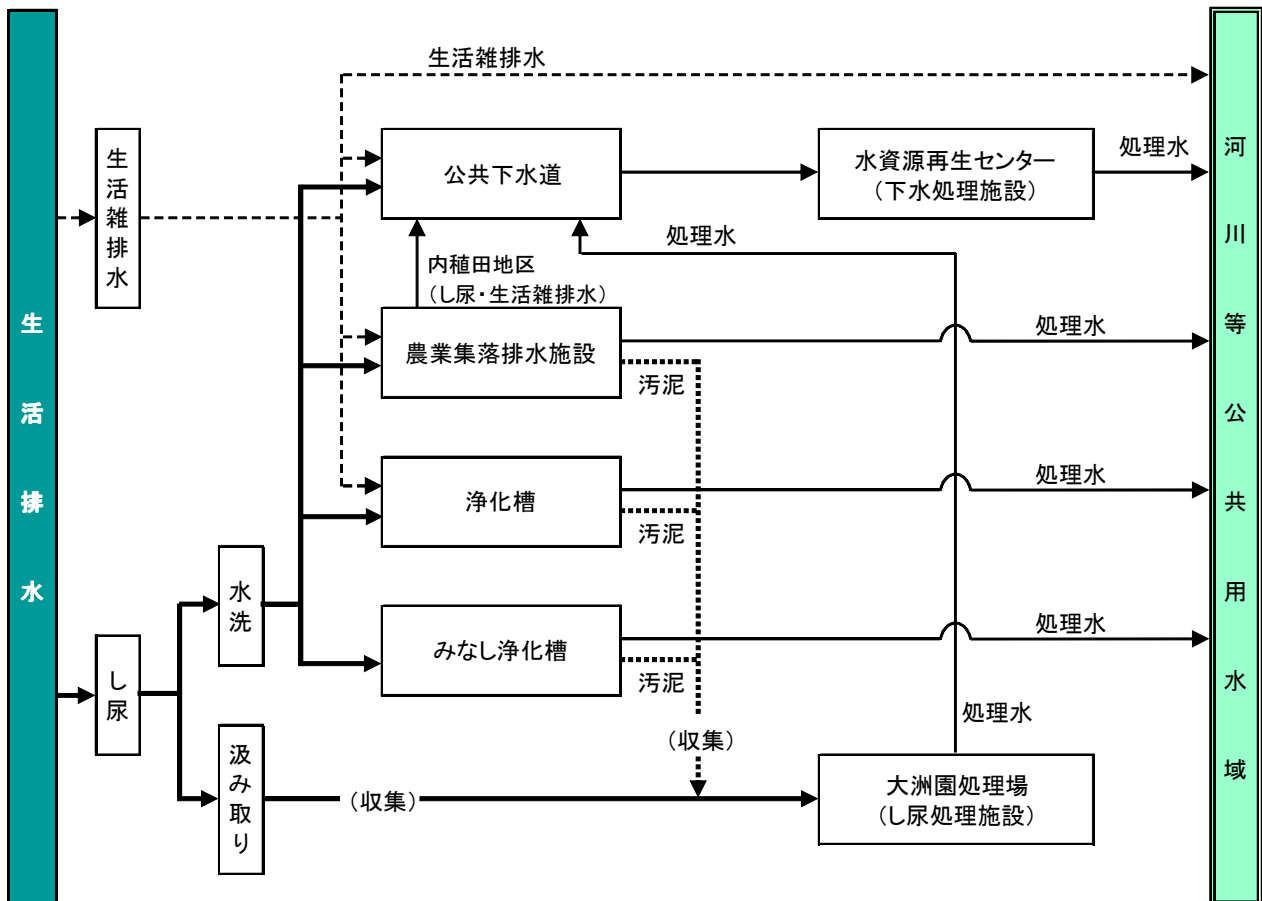 生活排水
生活雑排水
し尿
水洗
汲み取り
生活雑排水
公共下水道
水資源再生センター
（下水処理施設）
処理水
内稲田地区
（し尿・生活雑排水）
処理水
農業集落排水施設
処理水
汚泥
浄化槽
処理水
汚泥
みなし浄化槽
処理水
汚泥
（収集）
処理水
（収集）
大洲園処理場
（し尿処理施設）
河川等公共用水域